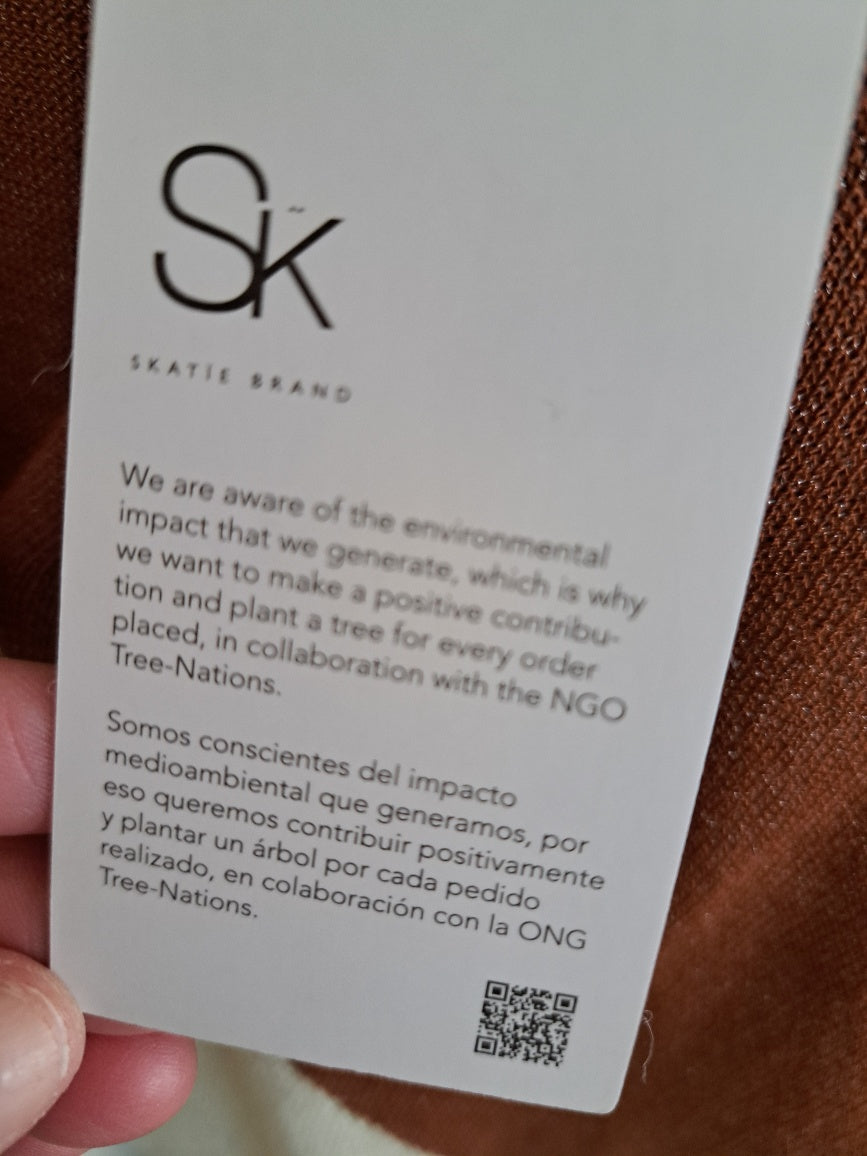 Sk
SKATÏE BRAND
We are aware of the environmental
impact that we generate, which is why
we want to make a positive contribu-
tion and plant a tree for every order
placed, in collaboration with the NGO
Tree-Nations.
Somos conscientes del impacto
medioambiental que generamos, por
eso queremos contribuir positivamente
y plantar un árbol por cada pedido
realizado, en colaboración con la ONG
Tree-Nations.